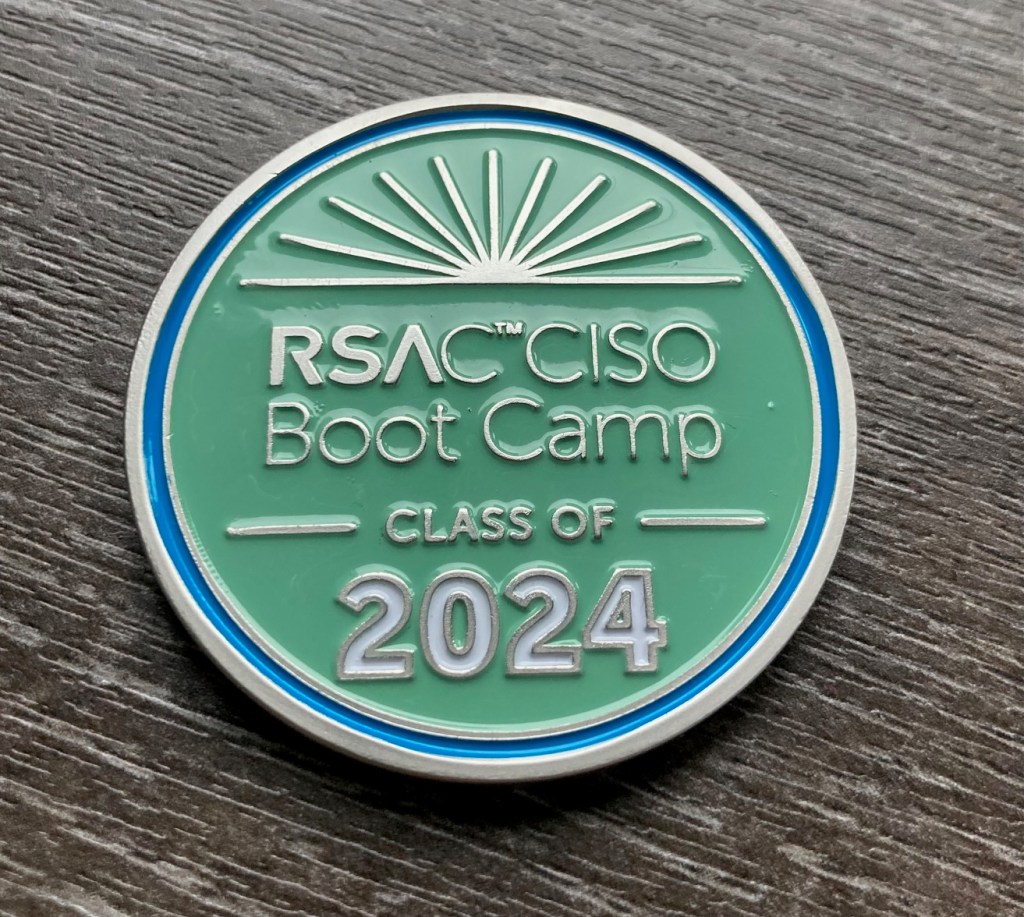 RSAC™ CISO
Boot Camp
CLASS OF
2024